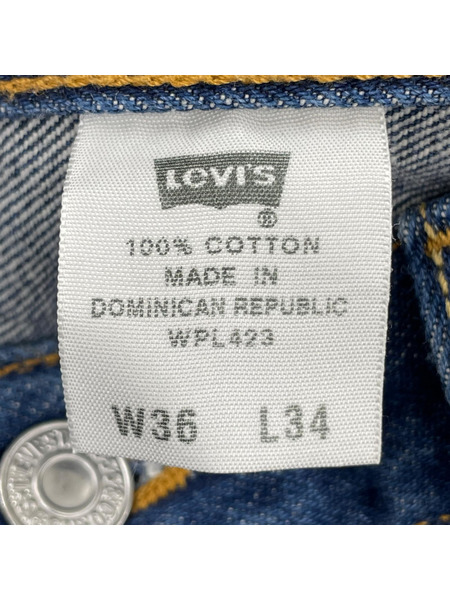 LEVI'S
®
100% COTTON
MADE IN
DOMINICAN REPUBLIC
WPL423
W36 L34